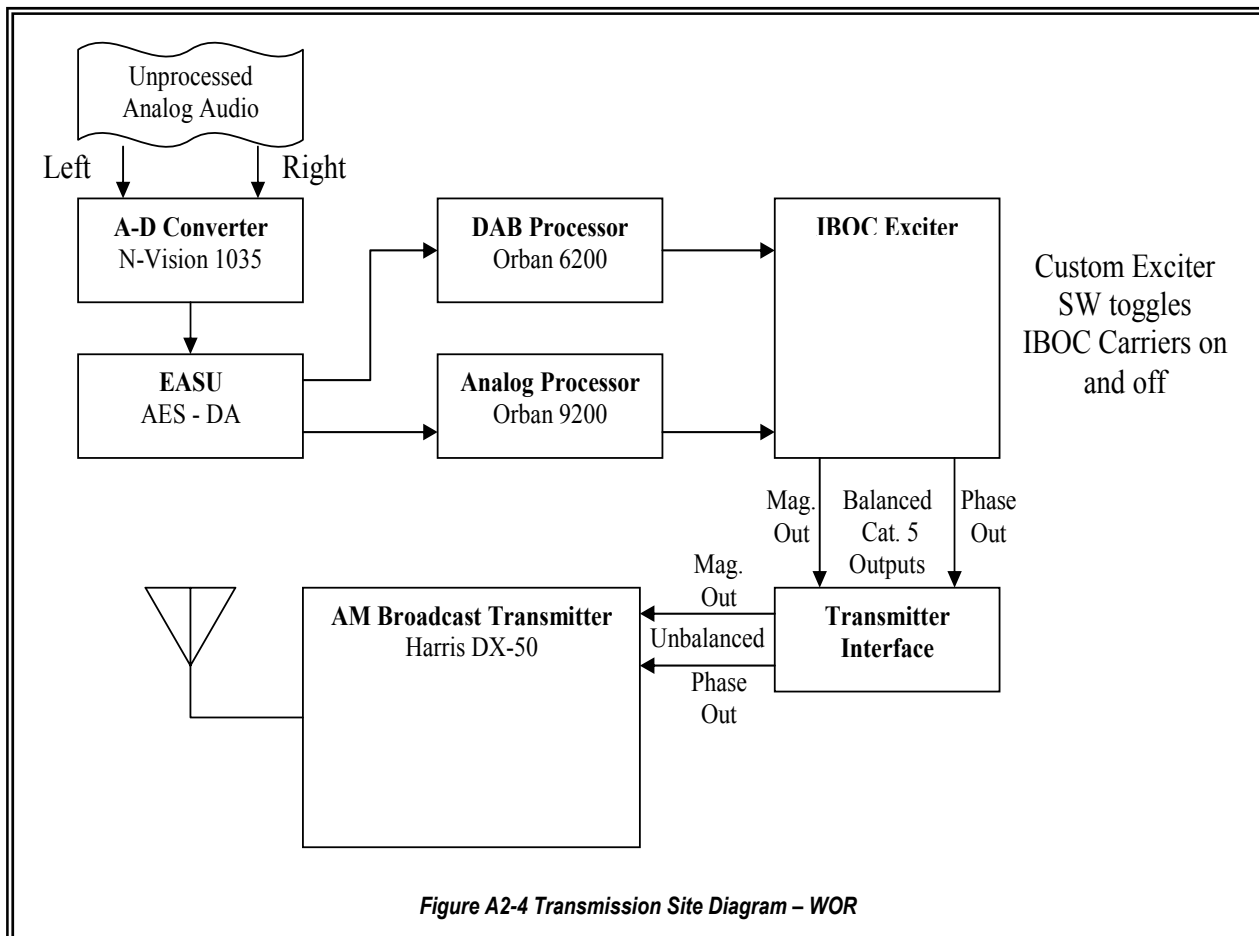 Unprocessed
Analog Audio
Left
Right
A-D Converter
N-Vision 1035
DAB Processor
Orban 6200
IBOC Exciter
Custom Exciter
SW toggles
IBOC Carriers on
and off
EASU
AES - DA
Analog Processor
Orban 9200
Mag.
Out
Balanced
Cat. 5
Outputs
Phase
Out
Mag.
Out
AM Broadcast Transmitter
Harris DX-50
Unbalanced
Transmitter
Interface
Phase
Out
Figure A2-4 Transmission Site Diagram – WOR